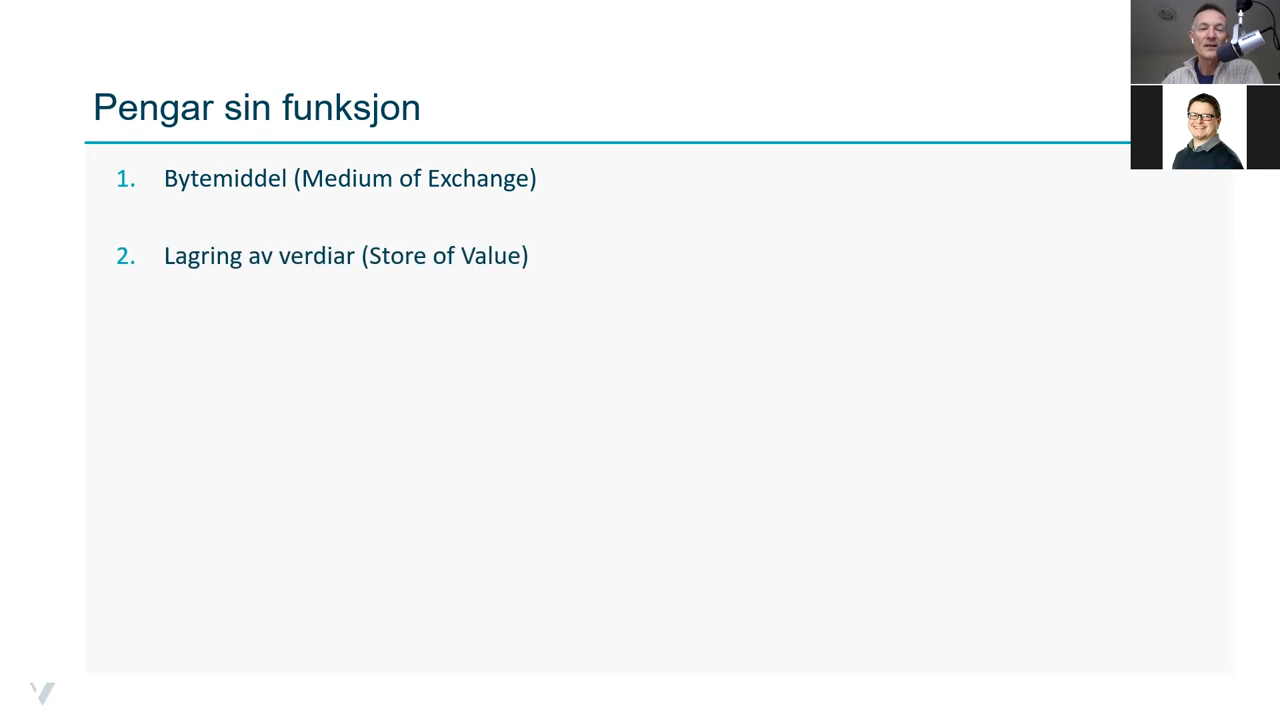 Pengar sin funksjon
1. Bytemiddel (Medium of Exchange)
2. Lagring av verdiar (Store of Value)